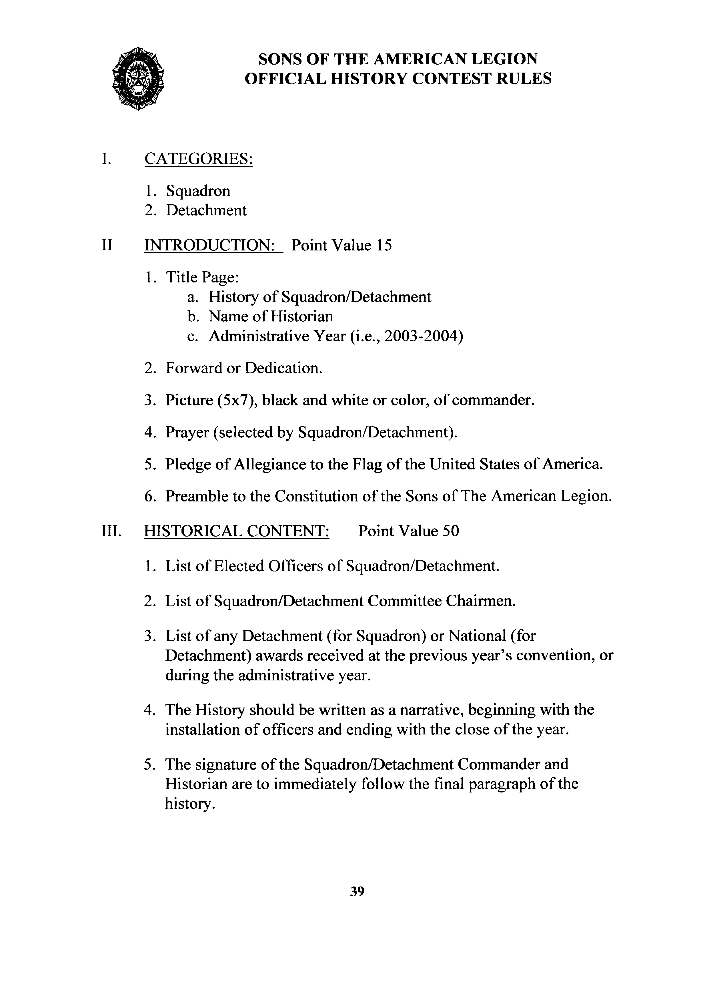 SONS OF THE AMERICAN LEGION
OFFICIAL HISTORY CONTEST RULES
SONS OF
THE
AMERICAN LEGION
I. CATEGORIES:
1. Squadron
2. Detachment
II INTRODUCTION: Point Value 15
1. Title Page:
a. History of Squadron/Detachment
b. Name of Historian
c. Administrative Year (i.e., 2003-2004)
2. Forward or Dedication.
3. Picture (5x7), black and white or color, of commander.
4. Prayer (selected by Squadron/Detachment).
5. Pledge of Allegiance to the Flag of the United States of America.
6. Preamble to the Constitution of the Sons of The American Legion.
III. HISTORICAL CONTENT: Point Value 50
1. List of Elected Officers of Squadron/Detachment.
2. List of Squadron/Detachment Committee Chairmen.
3. List of any Detachment (for Squadron) or National (for
Detachment) awards received at the previous year's convention, or
during the administrative year.
4. The History should be written as a narrative, beginning with the
installation of officers and ending with the close of the year.
5. The signature of the Squadron/Detachment Commander and
Historian are to immediately follow the final paragraph of the
history.
39